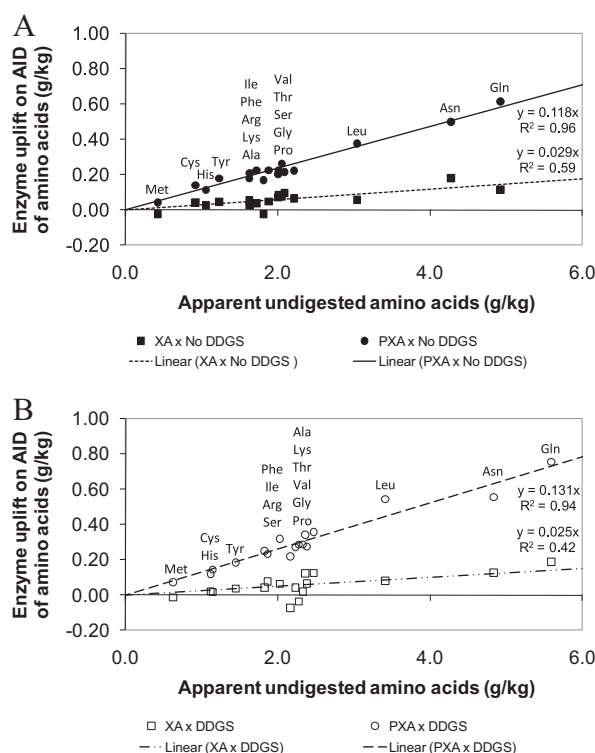 A
Enzyme uplift on AID
of amino acids (g/kg)
1.00
0.80
0.60
0.40
0.20
0.00
-0.20
Met
Cys
His
Tyr
Ile
Phe
Arg
Lys
Ala
Val
Thr
Ser
Gly
Pro
Leu
Asn
Gln
y = 0.118x
R² = 0.96
y = 0.029x
R² = 0.59
0.0 2.0 4.0 6.0
Apparent undigested amino acids (g/kg)
XA x No DDGS PXA x No DDGS
Linear (XA x No DDGS ) Linear (PXA x No DDGS)
B
Enzyme uplift on AID
of amino acids (g/kg)
1.00
0.80
0.60
0.40
0.20
0.00
-0.20
Met
Cys
His
Tyr
Phe
Ile
Arg
Ser
Ala
Lys
Thr
Val
Gly
Pro
Leu
Asn
Gln
y = 0.131x
R² = 0.94
y = 0.025x
R² = 0.42
0.0 2.0 4.0 6.0
Apparent undigested amino acids (g/kg)
XA x DDGS PXA x DDGS
Linear (XA x DDGS) Linear (PXA x DDGS)